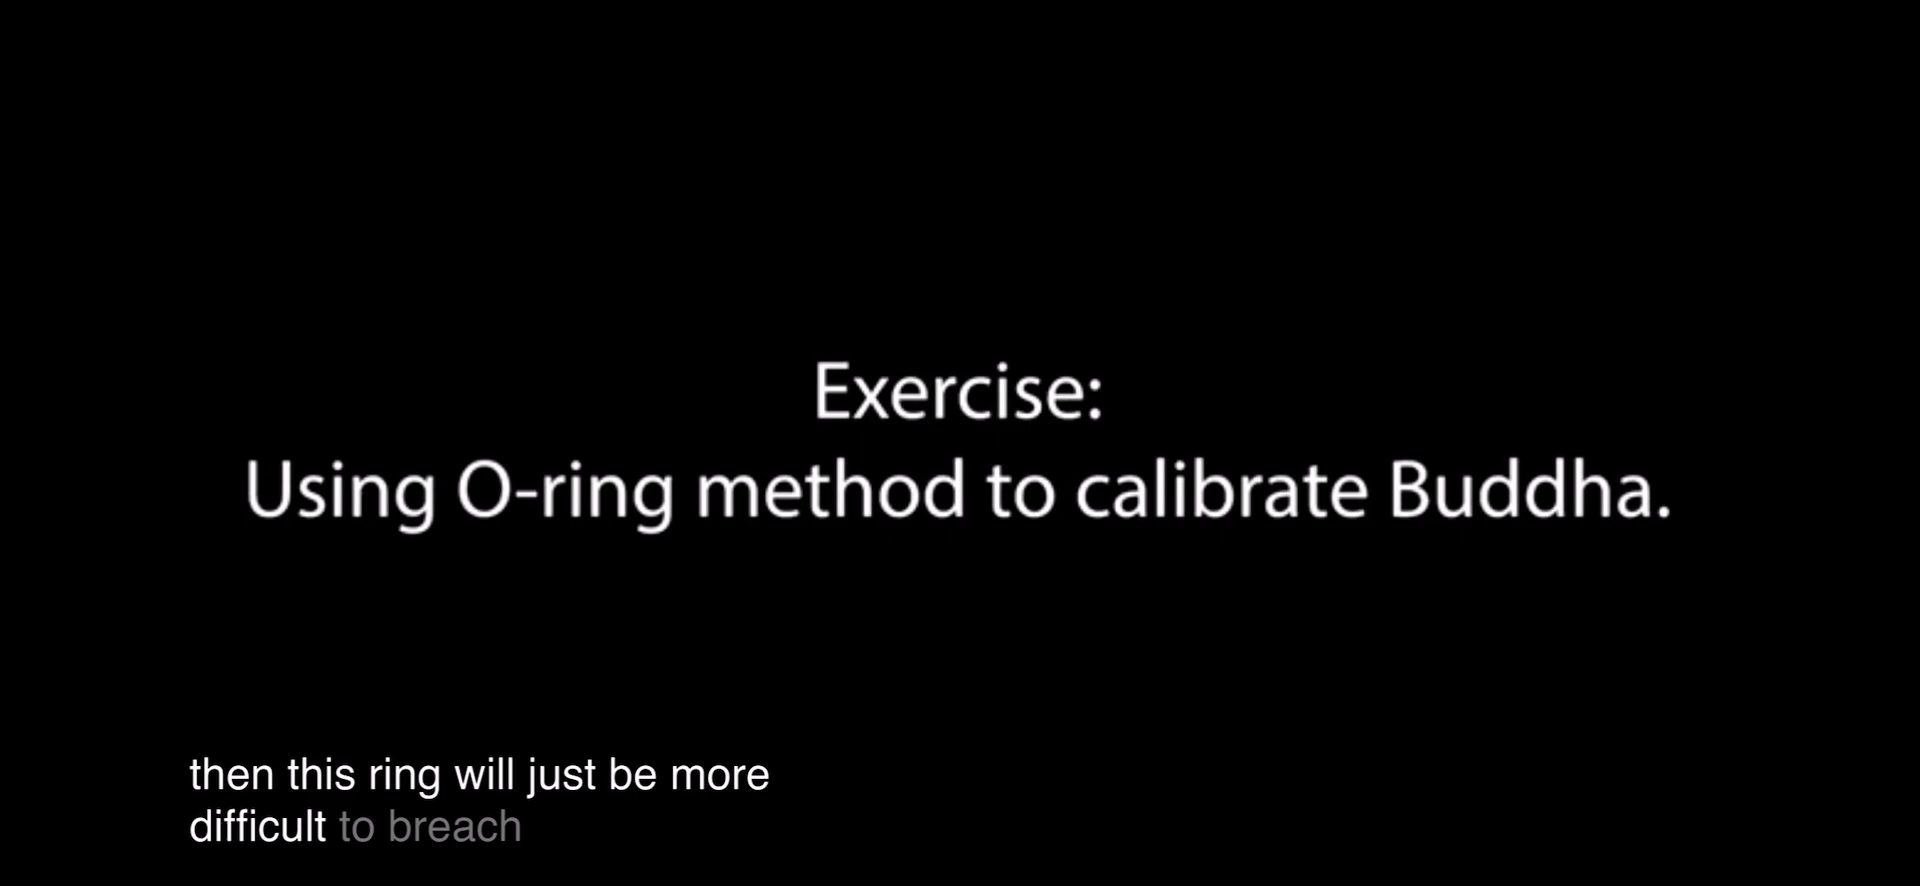 Exercise:
Using O-ring method to calibrate Buddha.
then this ring will just be more
difficult to breach